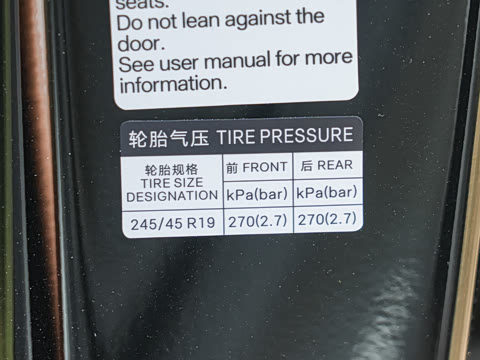 seats.
Do not lean against the
door.
See user manual for more
information.
轮胎气压 TIRE PRESSURE
轮胎规格
TIRE SIZE
DESIGNATION
前 FRONT
后 REAR
kPa(bar)
kPa(bar)
245/45 R19
270(2.7)
270(2.7)